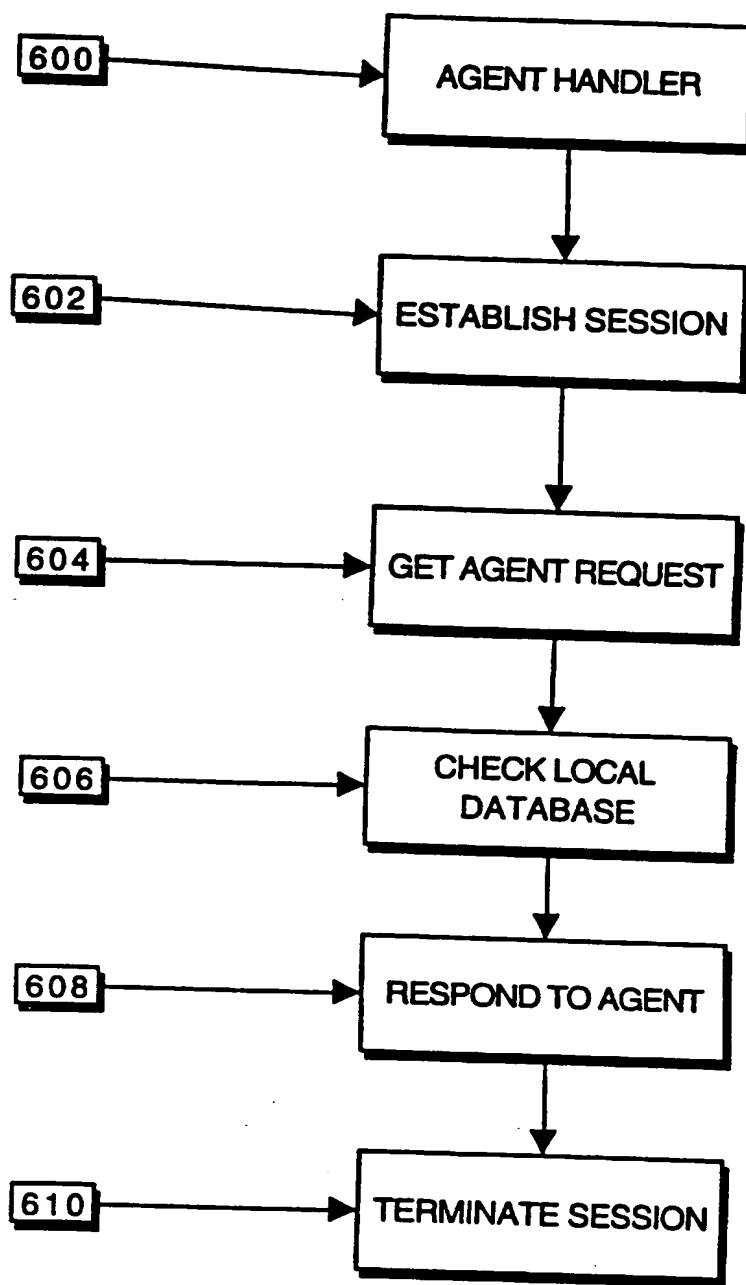 600
AGENT HANDLER
602
ESTABLISH SESSION
604
GET AGENT REQUEST
606
CHECK LOCAL
DATABASE
608
RESPOND TO AGENT
610
TERMINATE SESSION